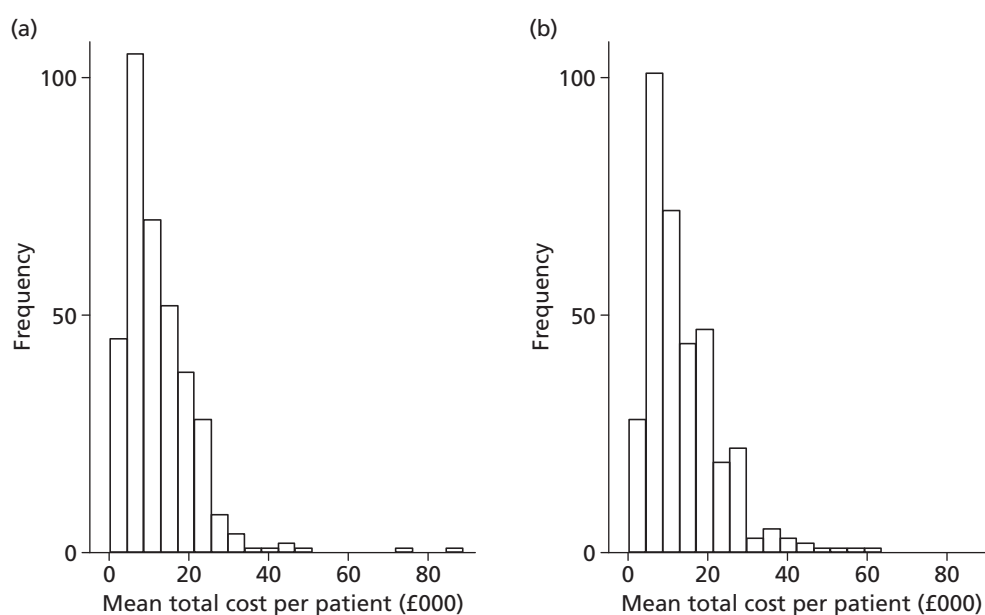 (a)
100
50
0
Frequency
0 20 40 60 80
Mean total cost per patient (£000)
(b)
100
50
0
Frequency
0 20 40 60 80
Mean total cost per patient (£000)